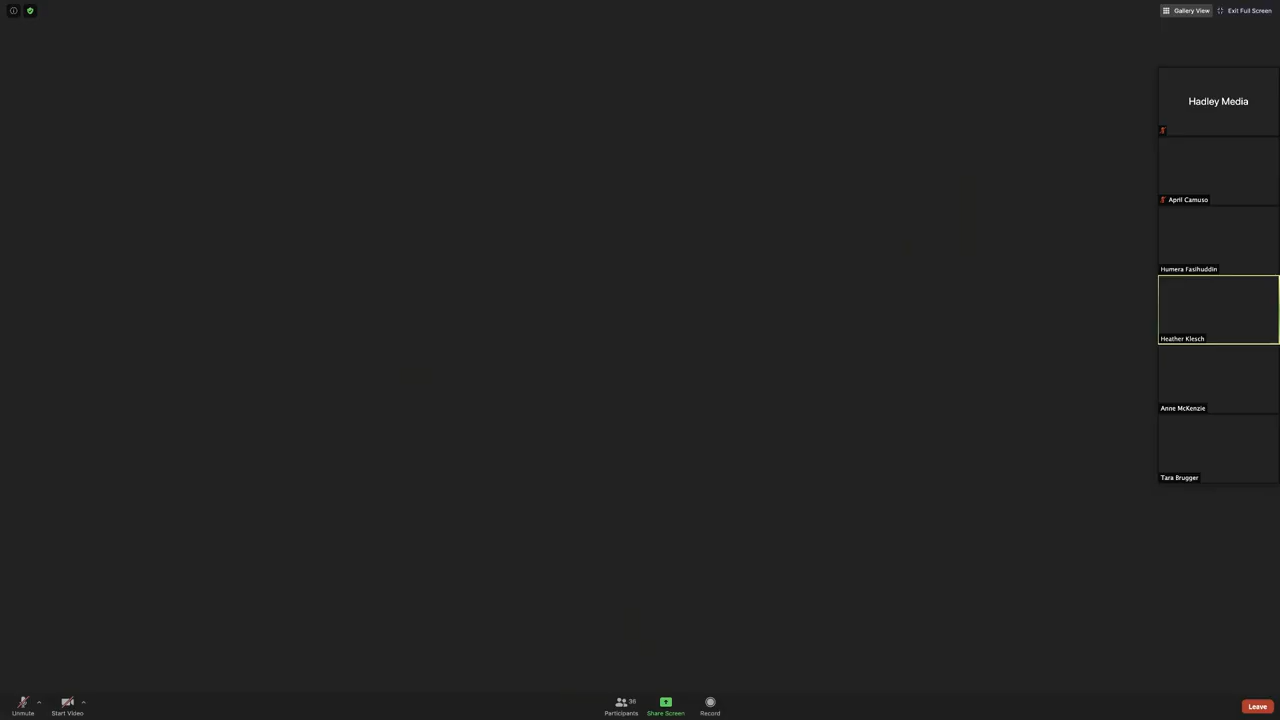 Gallery View
Exit Full Screen
Hadley Media
April Camuso
Humera Fasihuddin
Heather Klesch
Anne McKenzie
Tara Brugger
Unmute
Start Video
36
Participants
Share Screen
Record
Leave